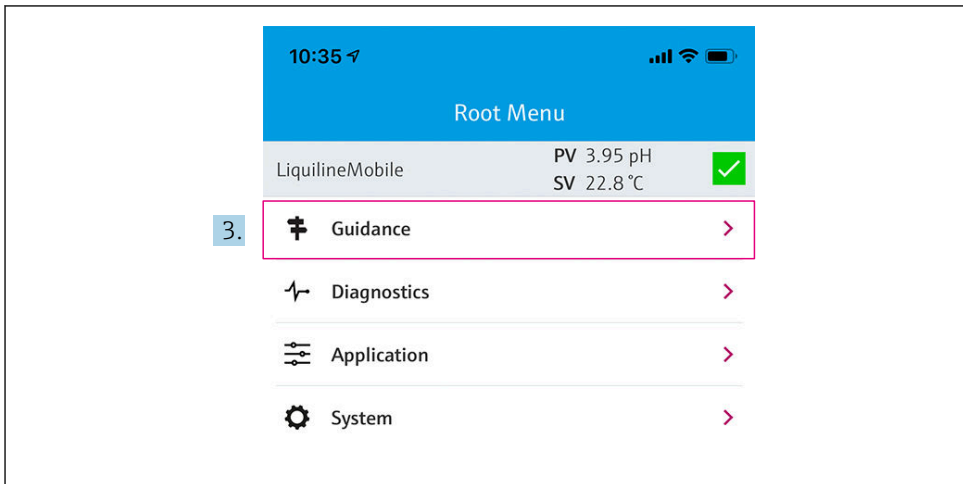 10:35
Root Menu
LiquilineMobile
PV 3.95 pH
SV 22.8 °C
3. Guidance
Diagnostics
Application
System